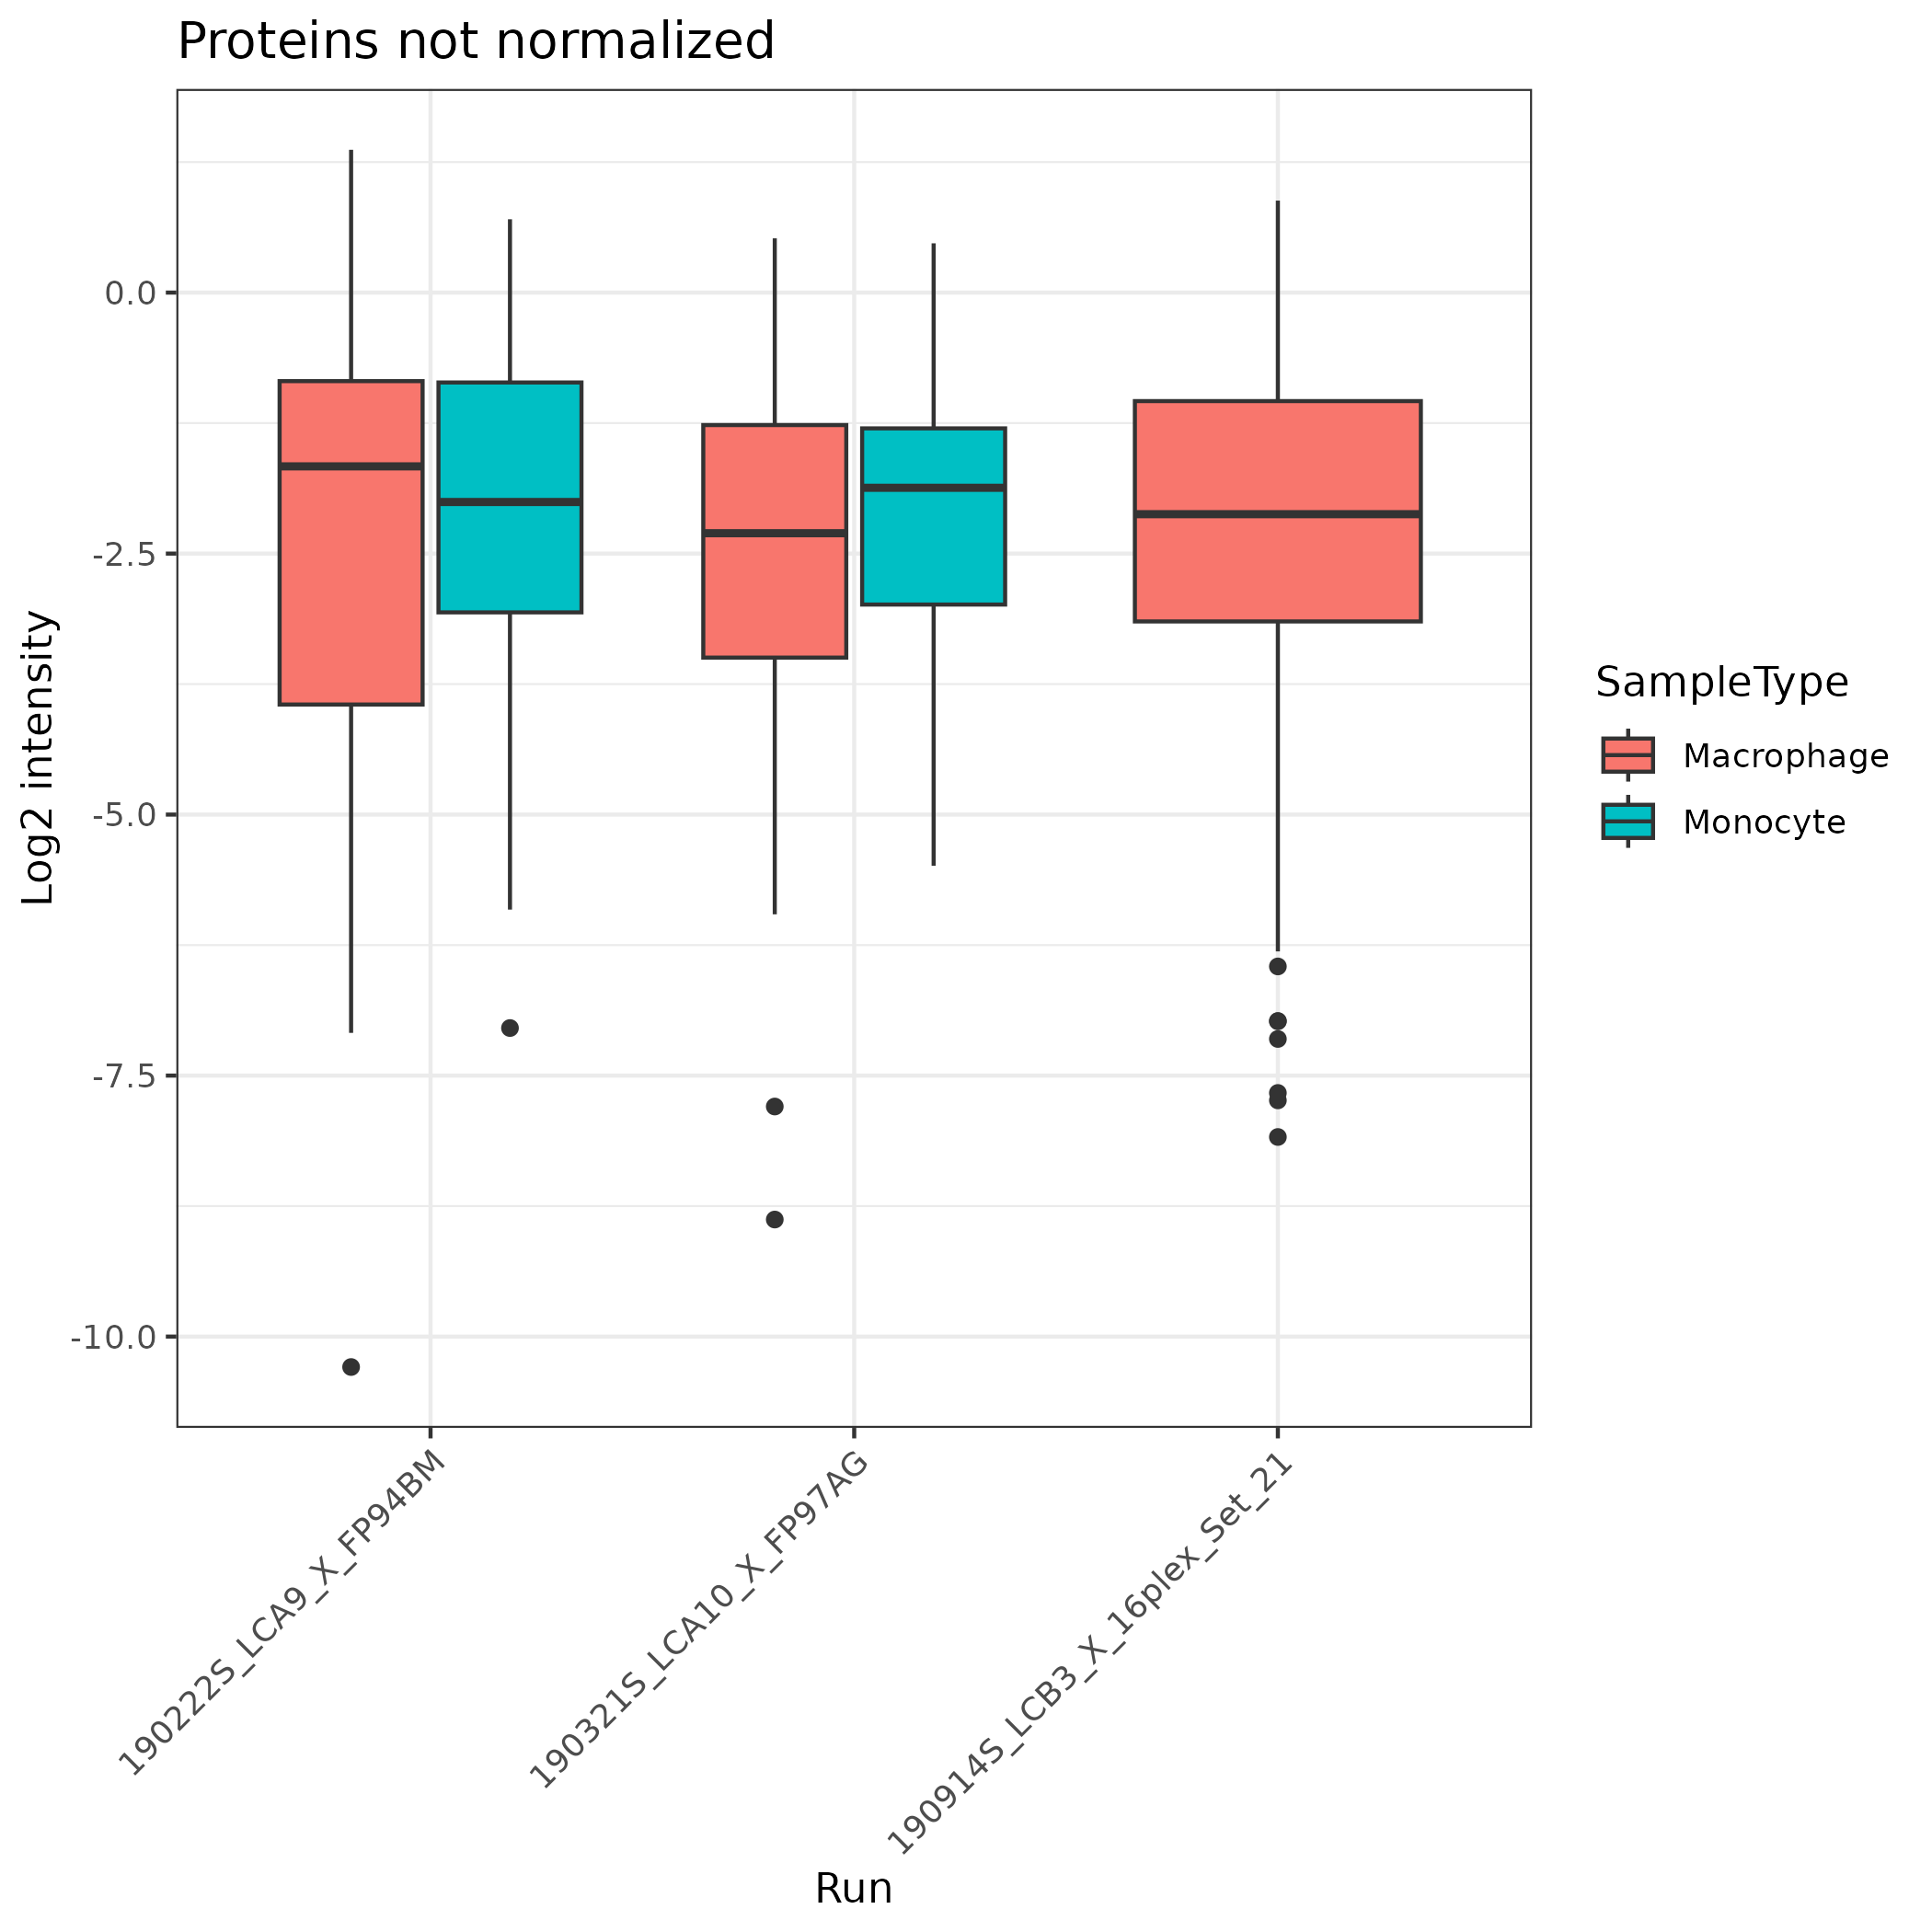 Proteins not normalized
Log2 intensity
0.0
-2.5
-5.0
-7.5
-10.0
190222S_LCA9_X_FP94BM
190321S_LCA10_X_FP97AG
190914S_LCB3_X_16plex_Set_21
Run
SampleType
Macrophage
Monocyte